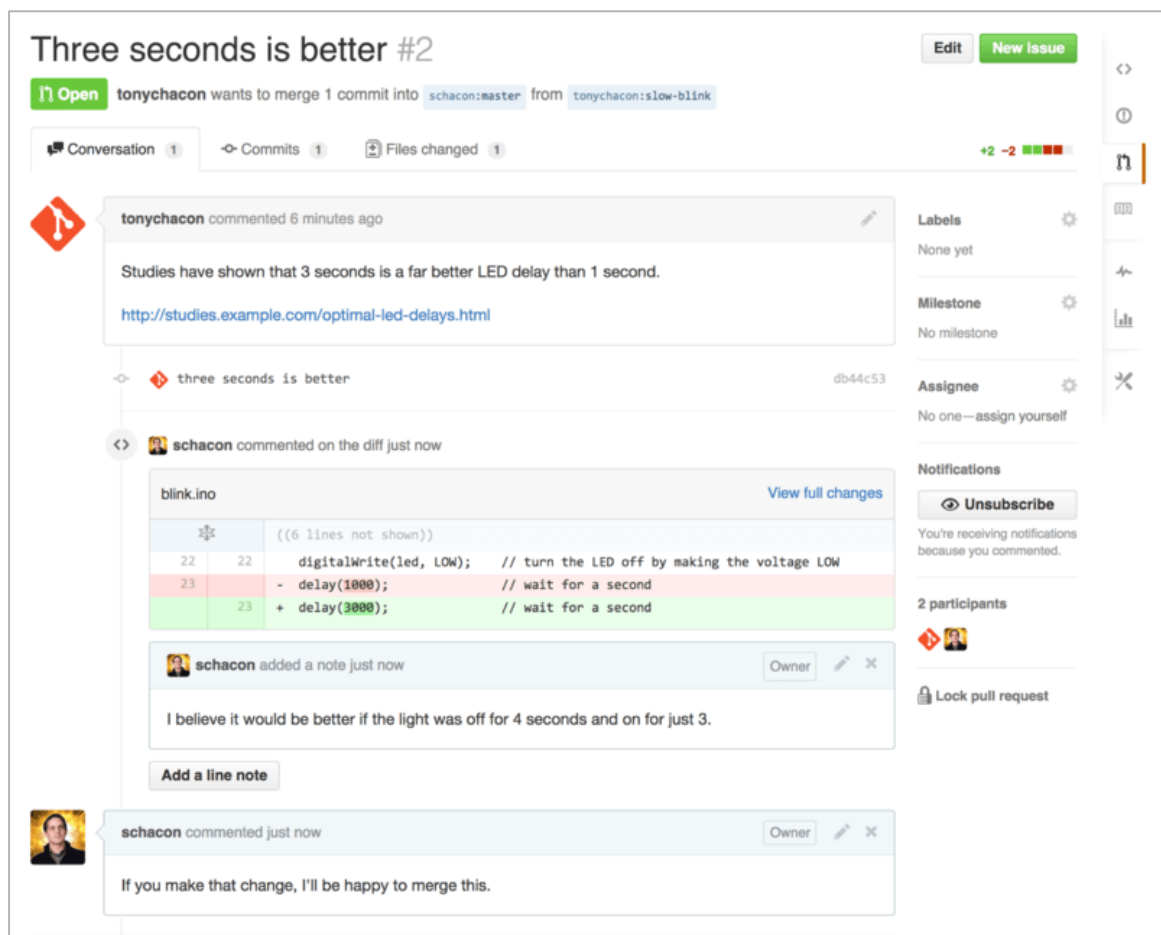 Three seconds is better #2
Edit
New issue
Open
tonychacon wants to merge 1 commit into schacon:master from tonychacon:slow-blink
Conversation 1
Commits 1
Files changed 1
+2 −2
tonychacon commented 6 minutes ago
Studies have shown that 3 seconds is a far better LED delay than 1 second.
http://studies.example.com/optimal-led-delays.html
three seconds is better db44c53
schacon commented on the diff just now
blink.ino View full changes
((6 lines not shown))
22 22 digitalWrite(led, LOW); // turn the LED off by making the voltage LOW
23 - delay(1000); // wait for a second
23 + delay(3000); // wait for a second
schacon added a note just now Owner
I believe it would be better if the light was off for 4 seconds and on for just 3.
Add a line note
schacon commented just now Owner
If you make that change, I'll be happy to merge this.
Labels
None yet
Milestone
No milestone
Assignee
No one—assign yourself
Notifications
Unsubscribe
You're receiving notifications
because you commented.
2 participants
Lock pull request